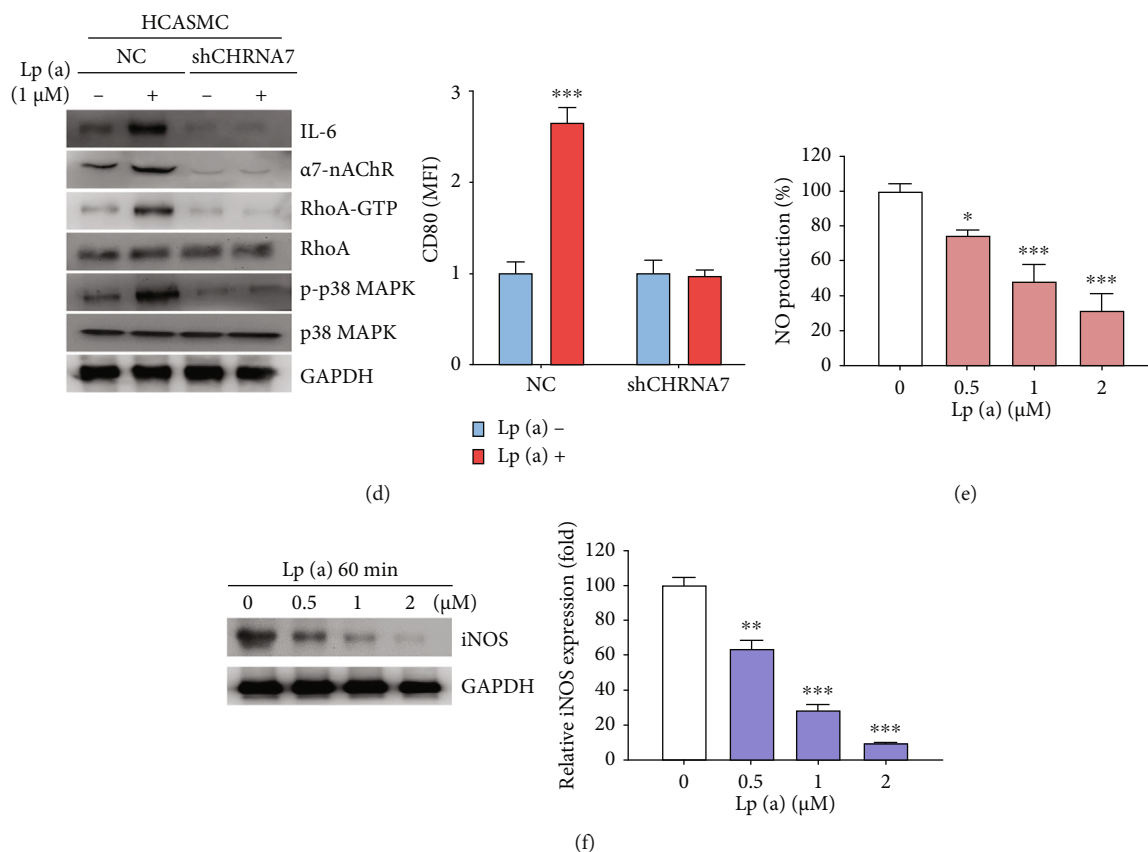 HCASMC
NC shCHRNA7
Lp (a)
(1 μM) – + – +
IL-6
α7-nAChR
RhoA-GTP
RhoA
p-p38 MAPK
p38 MAPK
GAPDH
CD80 (MFI)
3
2
1
0
***
NC shCHRNA7
Lp (a) –
Lp (a) +
(d)
NO production (%)
120
100
80
60
40
20
0
*
***
***
0 0.5 1 2
Lp (a) (μM)
(e)
Lp (a) 60 min
0 0.5 1 2 (μM)
iNOS
GAPDH
Relative iNOS expression (fold)
120
100
80
60
40
20
0
**
***
***
0 0.5 1 2
Lp (a) (μM)
(f)